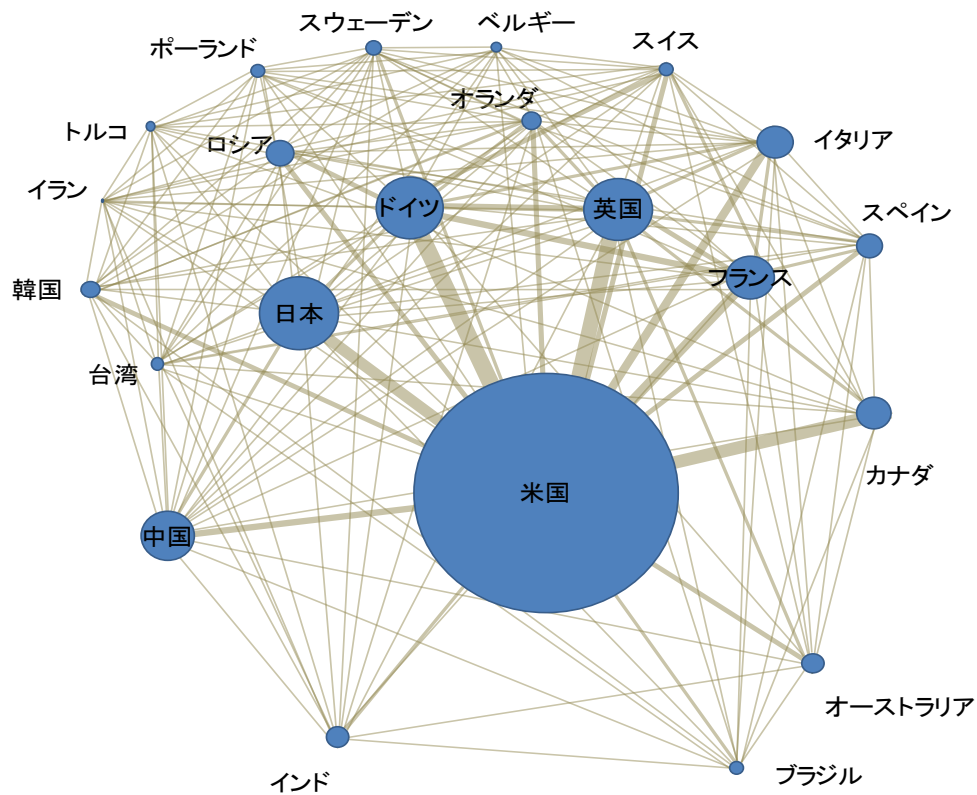 スウェーデン
ベルギー
スイス
ポーランド
オランダ
トルコ
ロシア
イタリア
イラン
ドイツ
英国
スペイン
韓国
フランス
日本
台湾
カナダ
米国
中国
オーストラリア
インド
ブラジル